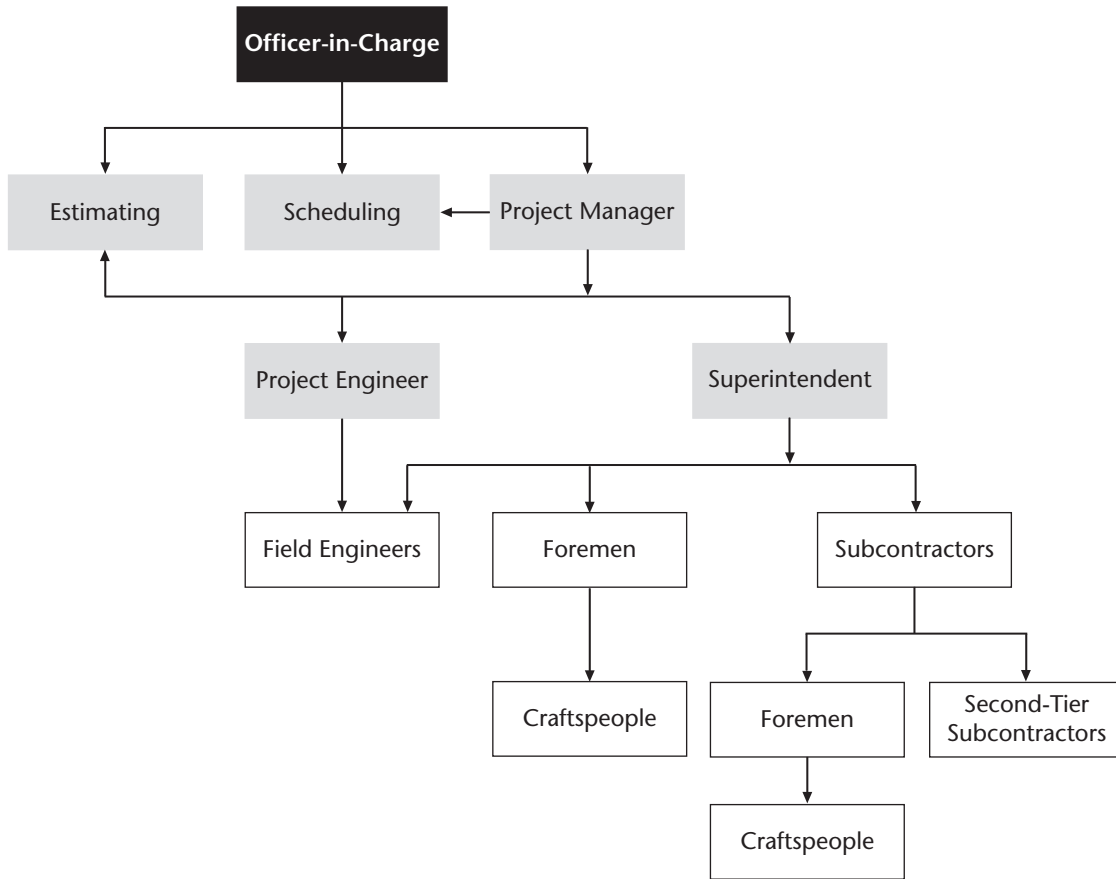 Officer-in-Charge
Estimating
Scheduling
Project Manager
Project Engineer
Superintendent
Field Engineers
Foremen
Subcontractors
Craftspeople
Foremen
Second-Tier
Subcontractors
Craftspeople